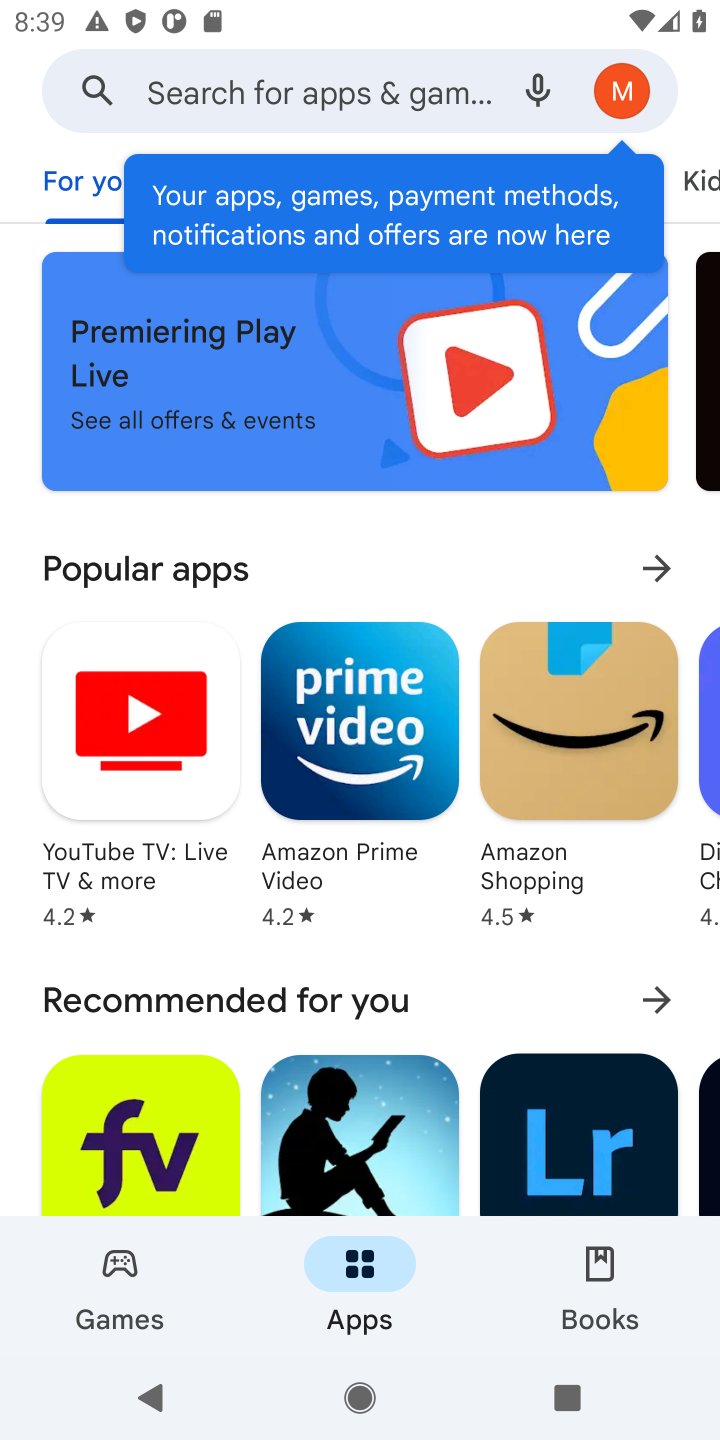 8:39
Search for apps & gam...
M
For yo
Kid
Your apps, games, payment methods,
notifications and offers are now here
Premiering Play
Live
See all offers & events
Popular apps
prime
video
YouTube TV: Live
TV & more
4.2★
Amazon Prime
Video
4.2★
Amazon
Shopping
4.5★
Di
Ch
4.
Recommended for you
fv
Lr
Games
Apps
Books